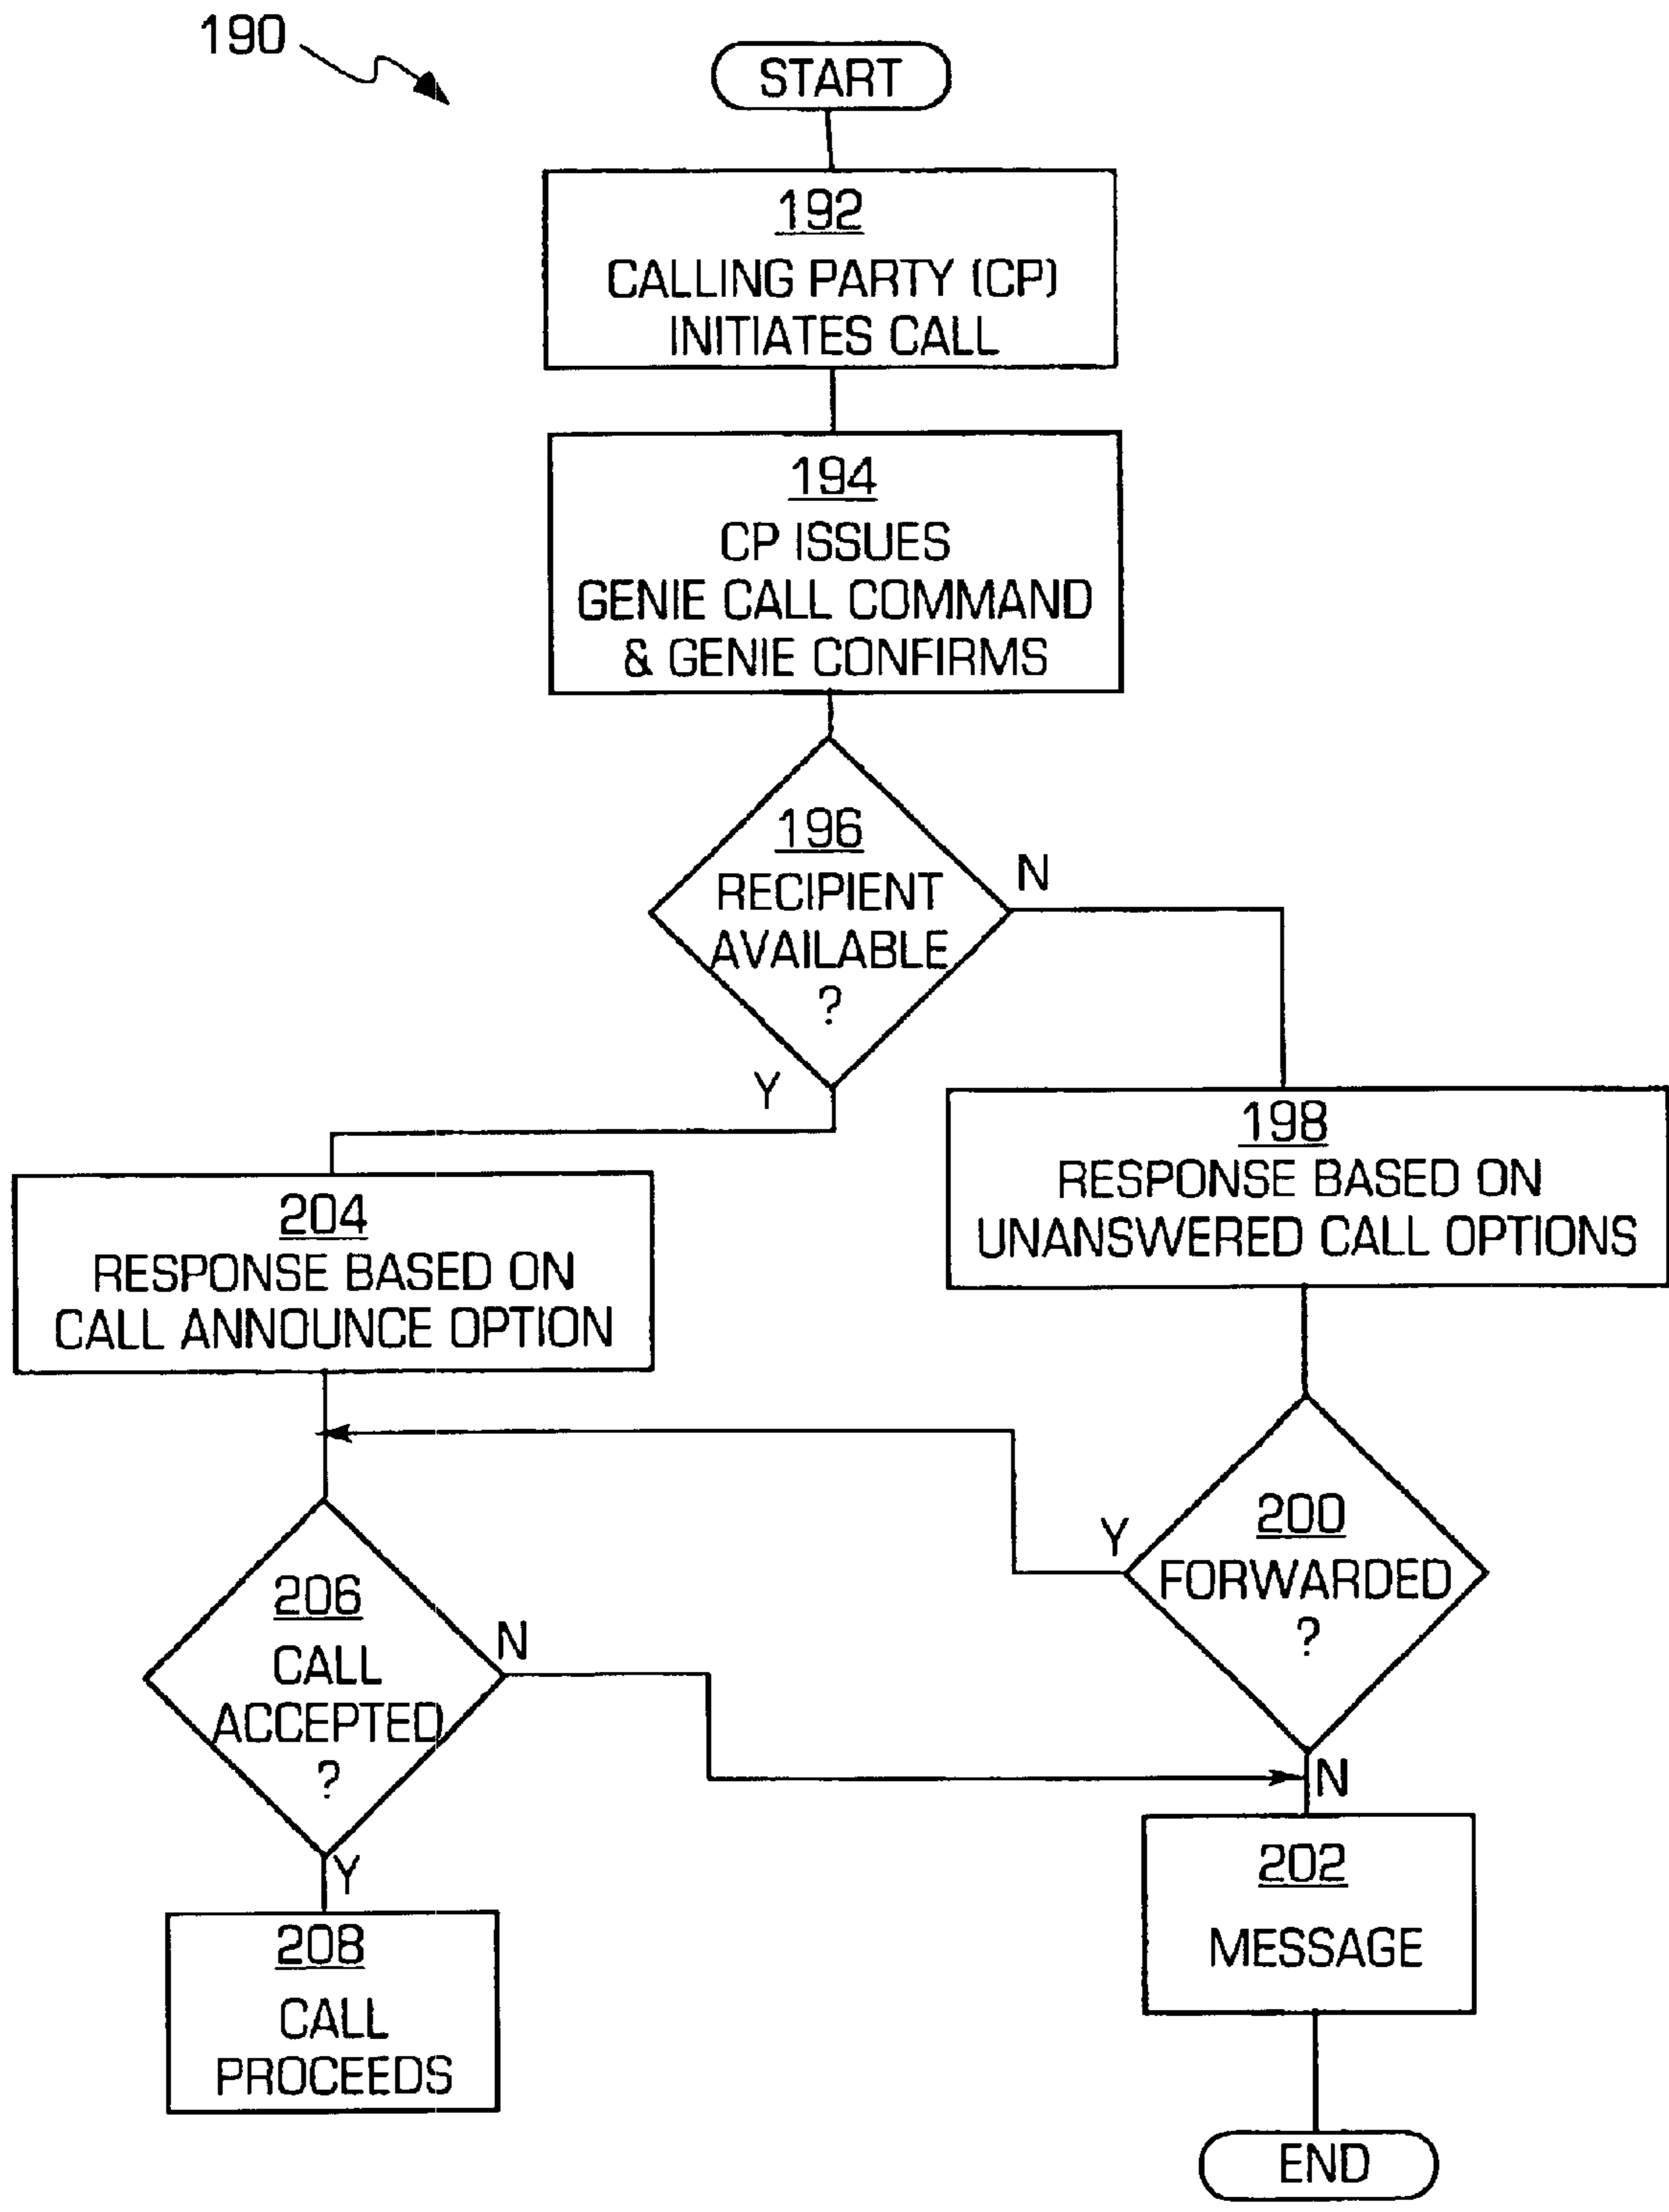 190
START
192
CALLING PARTY (CP)
INITIATES CALL
194
CP ISSUES
GENIE CALL COMMAND
& GENIE CONFIRMS
196
RECIPIENT
AVAILABLE
?
N
Y
198
RESPONSE BASED ON
UNANSWERED CALL OPTIONS
204
RESPONSE BASED ON
CALL ANNOUNCE OPTION
200
FORWARDED
?
Y
N
206
CALL
ACCEPTED
?
N
Y
202
MESSAGE
208
CALL
PROCEEDS
END